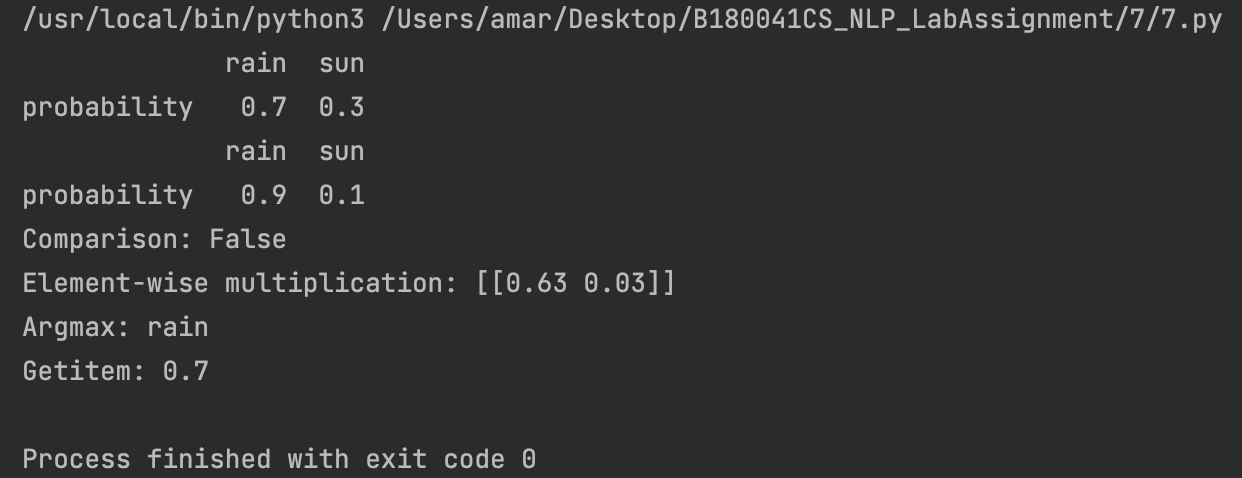 /usr/local/bin/python3 /Users/amar/Desktop/B180041CS_NLP_LabAssignment/7/7.py
             rain  sun
probability   0.7  0.3
             rain  sun
probability   0.9  0.1
Comparison: False
Element-wise multiplication: [[0.63 0.03]]
Argmax: rain
Getitem: 0.7

Process finished with exit code 0